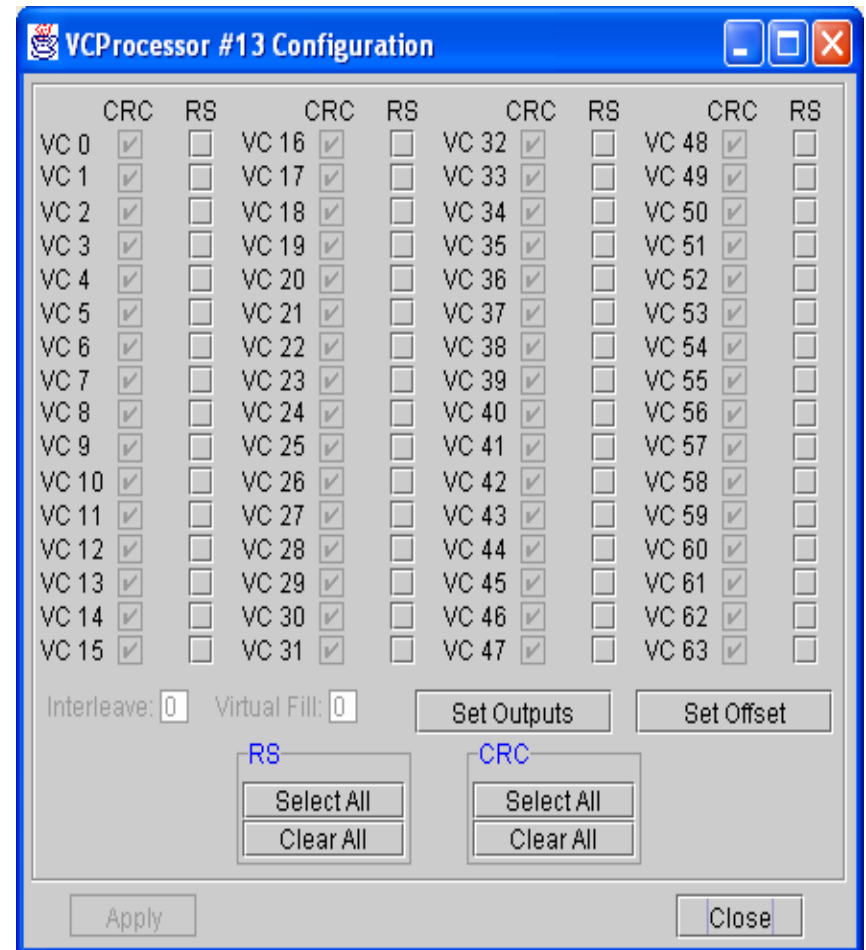 VCProcessor #13 Configuration
CRC RS CRC RS CRC RS CRC RS
VC 0 VC 16 VC 32 VC 48
VC 1 VC 17 VC 33 VC 49
VC 2 VC 18 VC 34 VC 50
VC 3 VC 19 VC 35 VC 51
VC 4 VC 20 VC 36 VC 52
VC 5 VC 21 VC 37 VC 53
VC 6 VC 22 VC 38 VC 54
VC 7 VC 23 VC 39 VC 55
VC 8 VC 24 VC 40 VC 56
VC 9 VC 25 VC 41 VC 57
VC 10 VC 26 VC 42 VC 58
VC 11 VC 27 VC 43 VC 59
VC 12 VC 28 VC 44 VC 60
VC 13 VC 29 VC 45 VC 61
VC 14 VC 30 VC 46 VC 62
VC 15 VC 31 VC 47 VC 63
Interleave: 0 Virtual Fill: 0 Set Outputs Set Offset
RS CRC
Select All Select All
Clear All Clear All
Apply Close